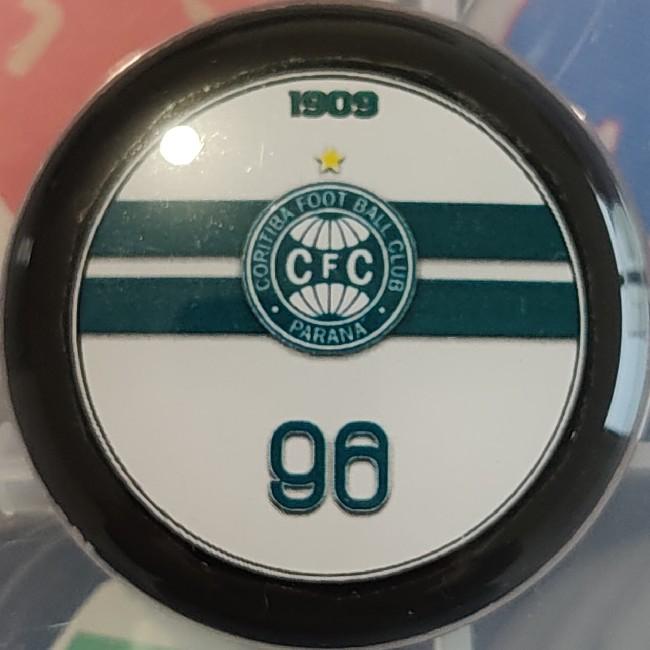 1909
CORITIBA FOOT BALL CLUB
CFC
PARANA
96